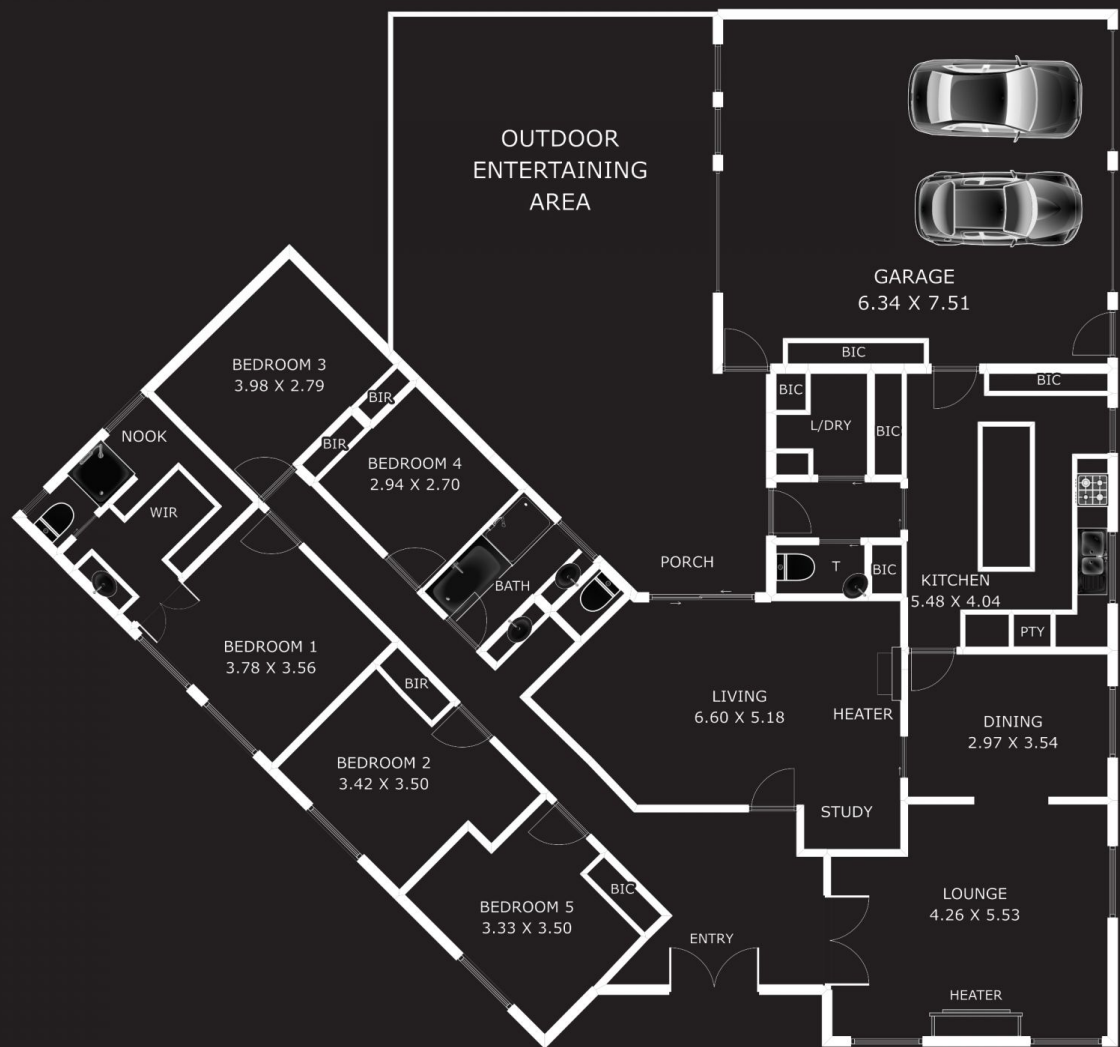 OUTDOOR
ENTERTAINING
AREA
GARAGE
6.34 X 7.51
BIC
BIC
BIC
L/DRY
BIC
BEDROOM 3
3.98 X 2.79
BIR
BIR
NOOK
BEDROOM 4
2.94 X 2.70
WIR
BATH
PORCH
T
BIC
KITCHEN
5.48 X 4.04
PTY
BEDROOM 1
3.78 X 3.56
BIR
LIVING
6.60 X 5.18
HEATER
DINING
2.97 X 3.54
BEDROOM 2
3.42 X 3.50
STUDY
BIC
BEDROOM 5
3.33 X 3.50
LOUNGE
4.26 X 5.53
ENTRY
HEATER